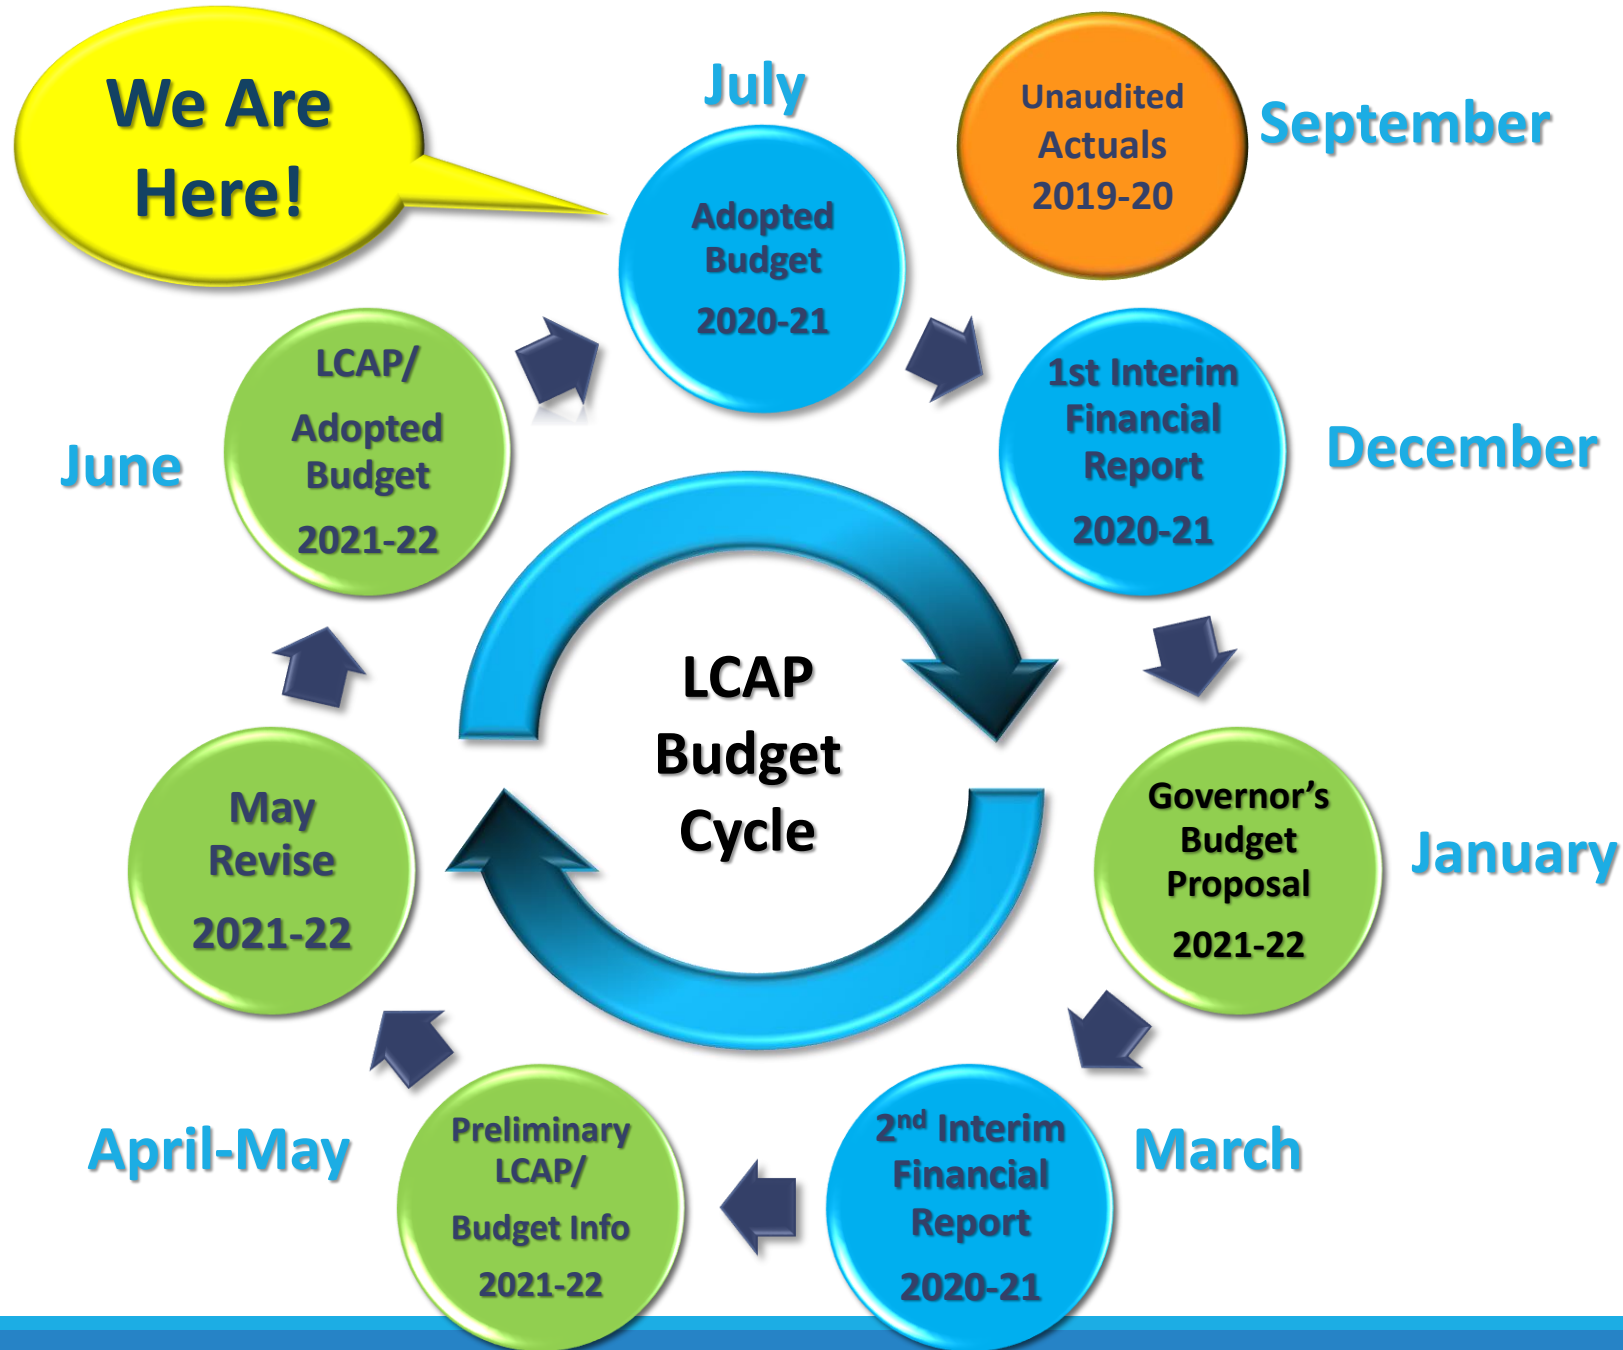 We Are
Here!
July
Adopted
Budget
2020-21
Unaudited
Actuals
2019-20
September
1st Interim
Financial
Report
2020-21
December
Governor’s
Budget
Proposal
2021-22
January
2nd Interim
Financial
Report
2020-21
March
Preliminary
LCAP/
Budget Info
2021-22
April-May
May
Revise
2021-22
LCAP/
Adopted
Budget
2021-22
June
LCAP
Budget
Cycle